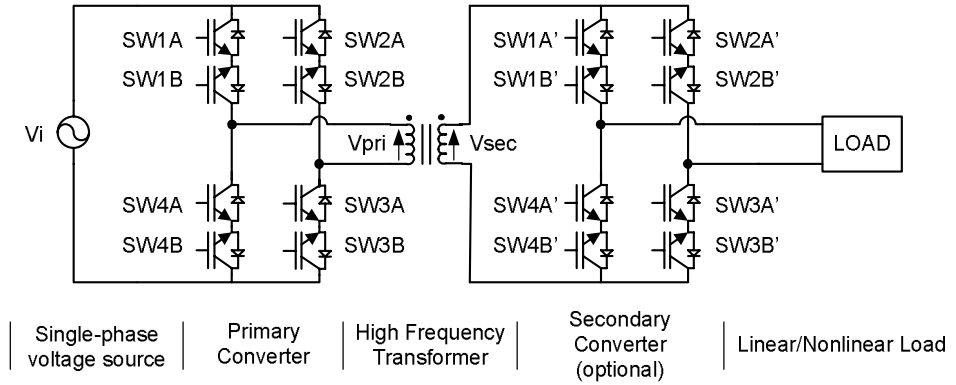 SW1A
SW2A
SW1A'
SW2A'
SW1B
SW2B
SW1B'
SW2B'
Vi
Vpri
Vsec
LOAD
SW4A
SW3A
SW4A'
SW3A'
SW4B
SW3B
SW4B'
SW3B'
Single-phase
voltage source
Primary
Converter
High Frequency
Transformer
Secondary
Converter
(optional)
Linear/Nonlinear Load